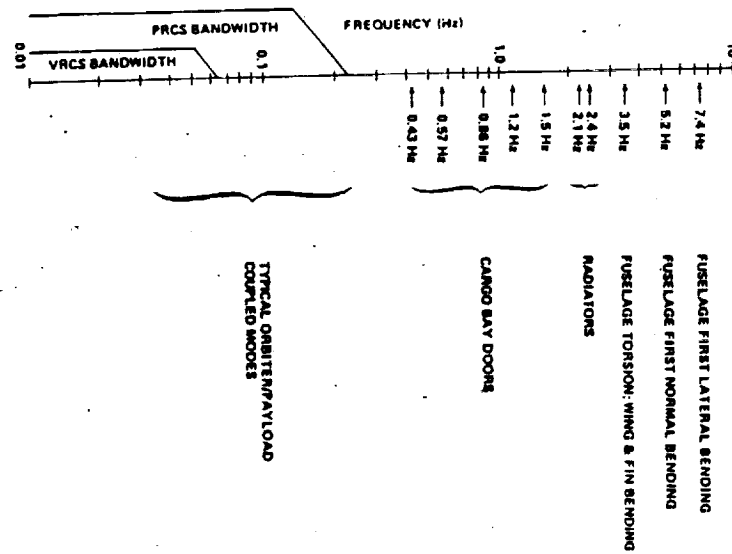 PRCS BANDWIDTH
FREQUENCY (Hz)
VRCS BANDWIDTH
0.01
0.1
1.0
0.43 Hz
0.57 Hz
0.86 Hz
1.2 Hz
1.5 Hz
2.1 Hz
2.4 Hz
3.5 Hz
5.2 Hz
7.4 Hz
TYPICAL ORBITER/PAYLOAD
COUPLED MODES
CARGO BAY DOORS
RADIATORS
FUSELAGE TORSION; WING & FIN BENDING
FUSELAGE FIRST NORMAL BENDING
FUSELAGE FIRST LATERAL BENDING